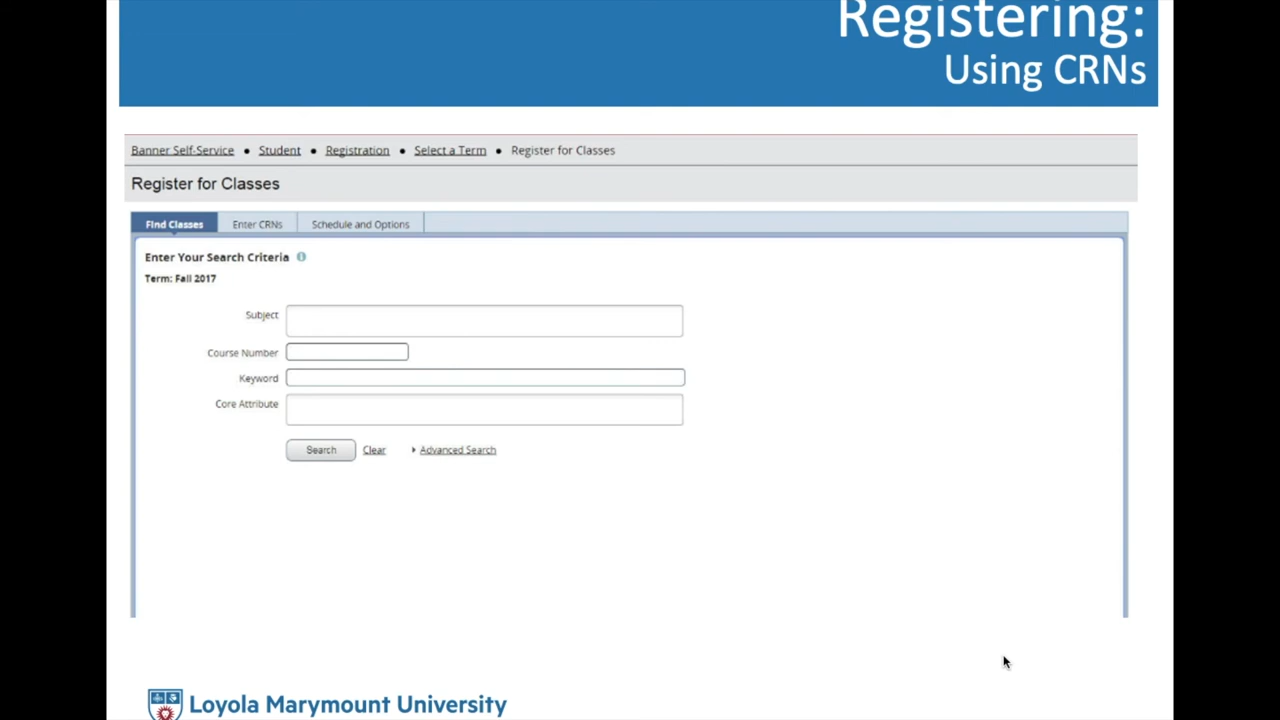 Registering:
Using CRNs
Banner Self-Service • Student • Registration • Select a Term • Register for Classes
Register for Classes
Find Classes Enter CRNs Schedule and Options
Enter Your Search Criteria
Term: Fall 2017
Subject
Course Number
Keyword
Core Attribute
Search Clear Advanced Search
Loyola Marymount University